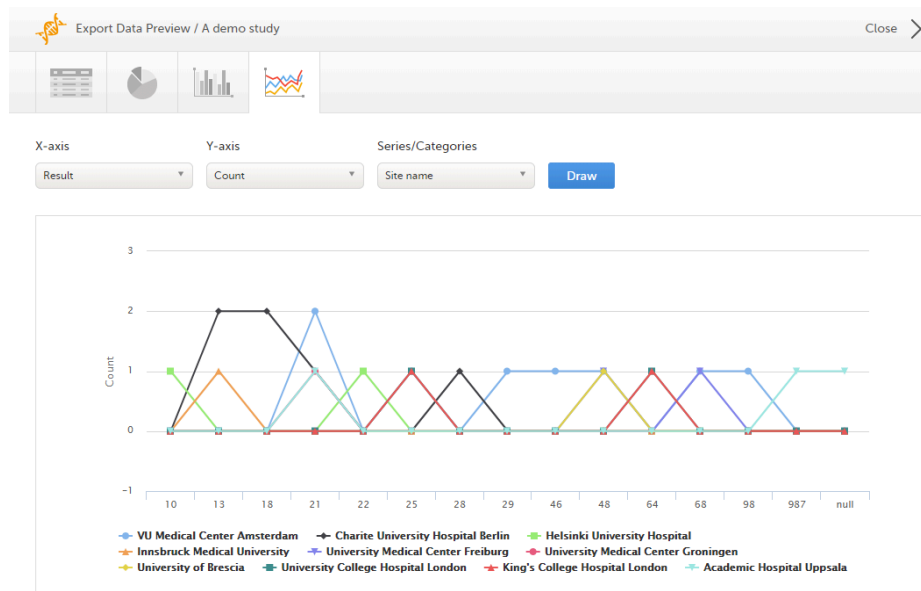 Export Data Preview / A demo study
Close
X-axis
Y-axis
Series/Categories
Result
Count
Site name
Draw
3
2
1
0
-1
Count
10 13 18 21 22 25 28 29 46 48 64 68 98 987 null
VU Medical Center Amsterdam Charite University Hospital Berlin Helsinki University Hospital
Innsbruck Medical University University Medical Center Freiburg University Medical Center Groningen
University of Brescia University College Hospital London King's College Hospital London Academic Hospital Uppsala